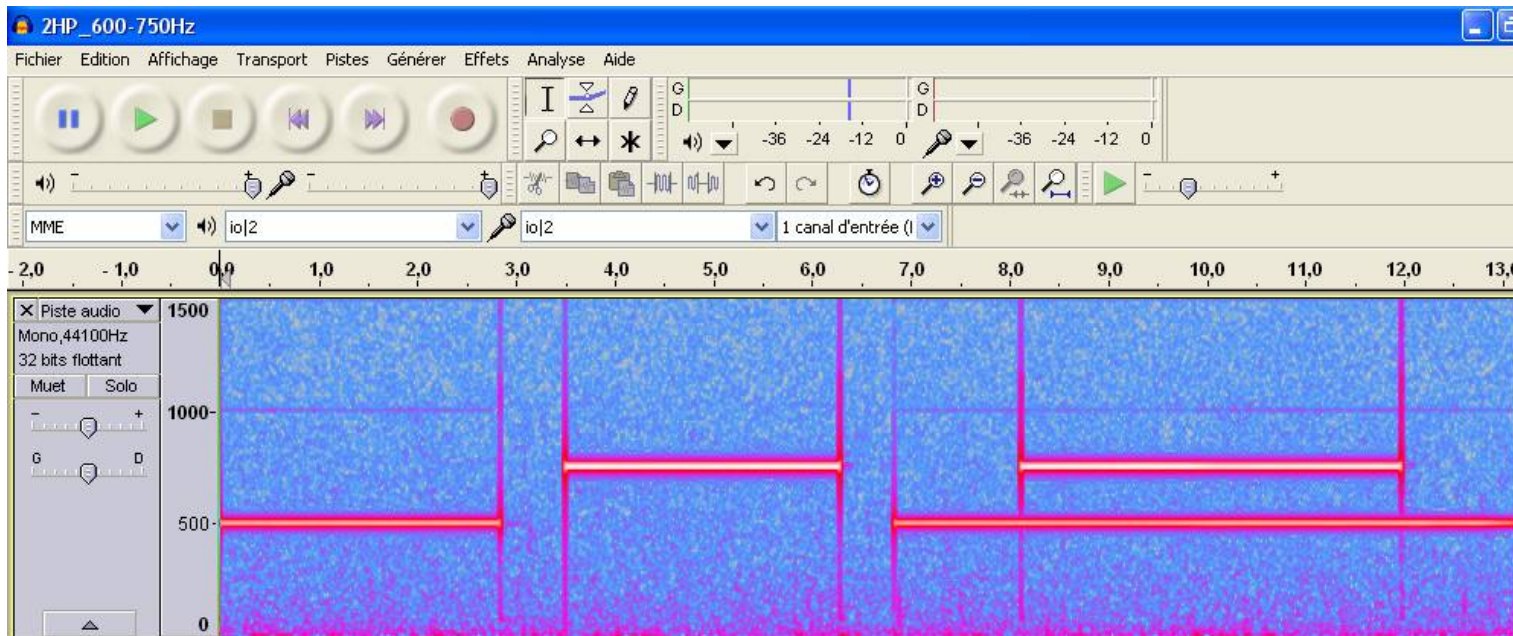 2HP_600-750Hz
Fichier Edition Affichage Transport Pistes Générer Effets Analyse Aide
G
D
-36 -24 -12 0
G
D
-36 -24 -12 0
MME io|2 io|2 1 canal d'entrée (I
- 2,0 - 1,0 0,0 1,0 2,0 3,0 4,0 5,0 6,0 7,0 8,0 9,0 10,0 11,0 12,0 13,
X Piste audio 1500
Mono,44100Hz
32 bits flottant
Muet Solo
- + 1000-
G D
500-
0